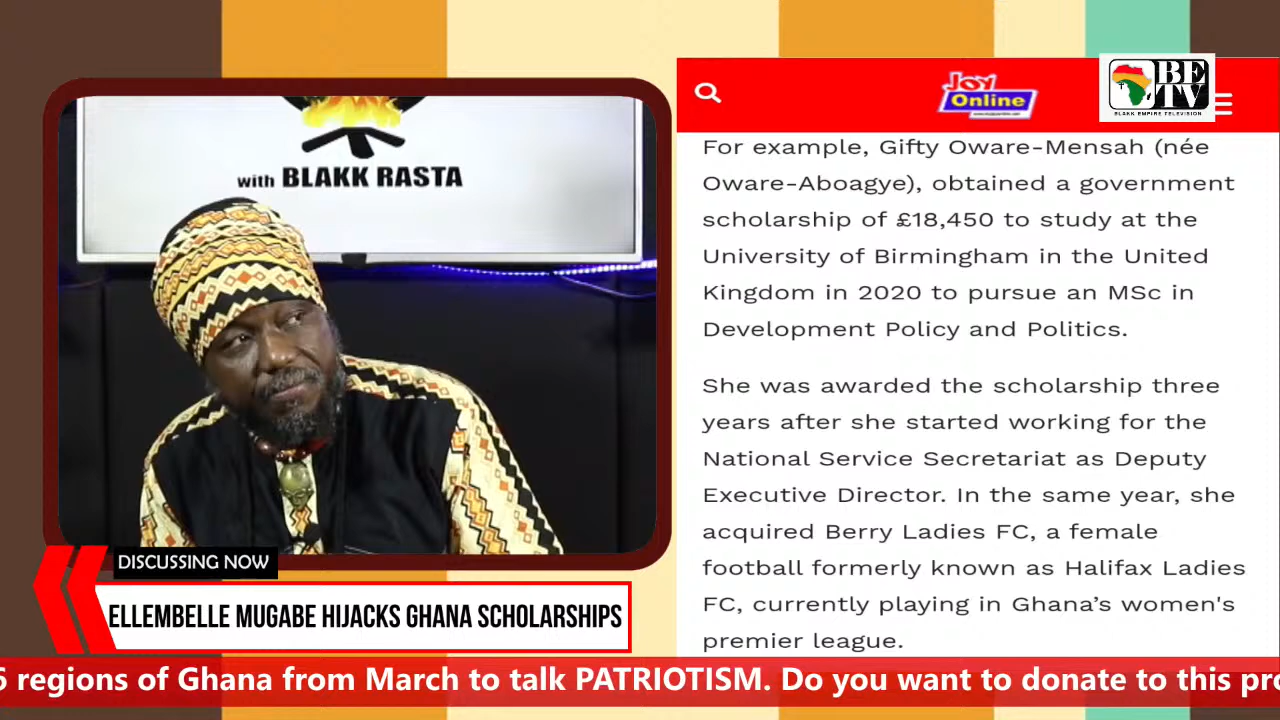 with BLAKK RASTA
DISCUSSING NOW
ELLEMBELLE MUGABE HIJACKS GHANA SCHOLARSHIPS
Joy
Online
BE
TV
BLAKK EMPIRE TELEVISION
For example, Gifty Oware-Mensah (née
Oware-Aboagye), obtained a government
scholarship of £18,450 to study at the
University of Birmingham in the United
Kingdom in 2020 to pursue an MSc in
Development Policy and Politics.
She was awarded the scholarship three
years after she started working for the
National Service Secretariat as Deputy
Executive Director. In the same year, she
acquired Berry Ladies FC, a female
football formerly known as Halifax Ladies
FC, currently playing in Ghana’s women's
premier league.
6 regions of Ghana from March to talk PATRIOTISM. Do you want to donate to this pro